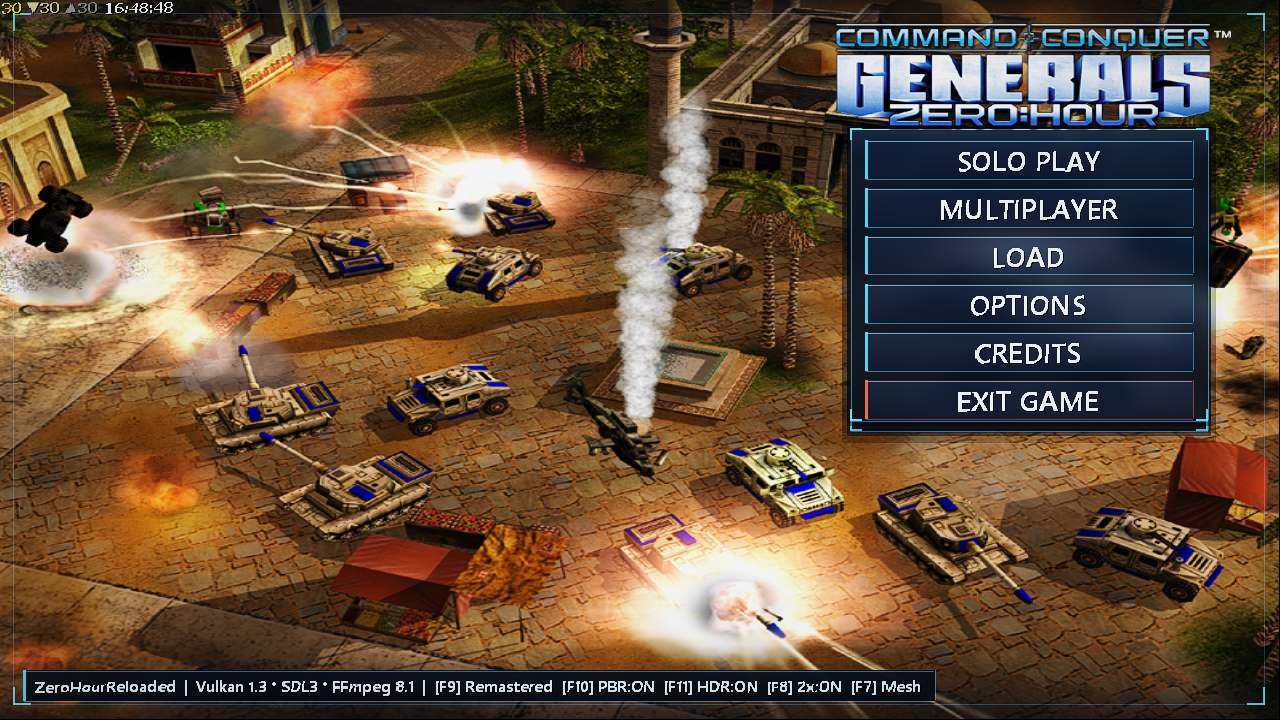 30 ▼30 ▲30 16:48:48
COMMAND & CONQUER™
GENERALS
ZERO:HOUR
SOLO PLAY
MULTIPLAYER
LOAD
OPTIONS
CREDITS
EXIT GAME
ZeroHourReloaded | Vulkan 1.3 * SDL3 * FFmpeg 8.1 | [F9] Remastered [F10] PBR:ON [F11] HDR:ON [F8] 2x:ON [F7] Mesh